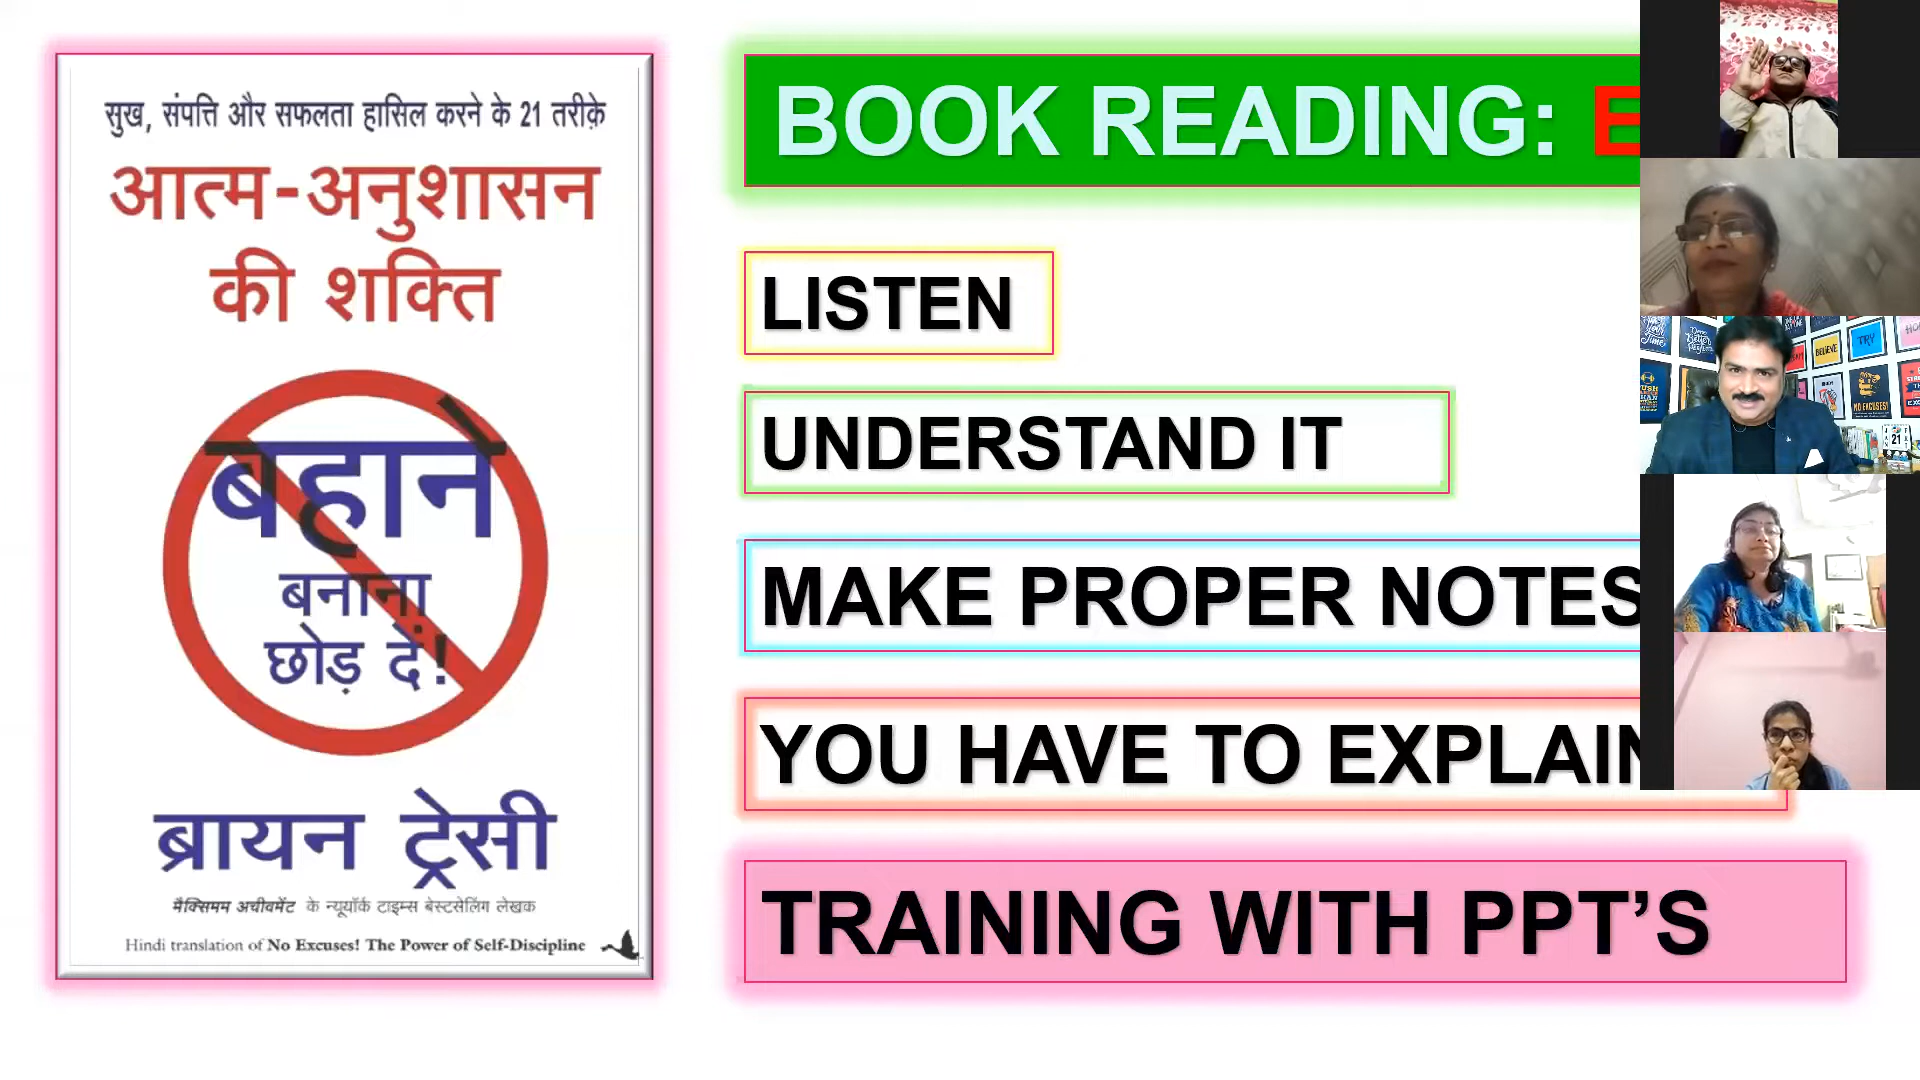 सुख, संपत्ति और सफलता हासिल करने के 21 तरीक़े
आत्म-अनुशासन
की शक्ति
बहाने
बनाना
छोड़ दें!
ब्रायन ट्रेसी
मैक्सिमम अचीवमेंट के न्यूयॉर्क टाइम्स बेस्टसेलिंग लेखक
Hindi translation of No Excuses! The Power of Self-Discipline
BOOK READING: E
LISTEN
UNDERSTAND IT
MAKE PROPER NOTES
YOU HAVE TO EXPLAIN
TRAINING WITH PPT’S
BELIEVE
TRY
NO EXCUSES!
21